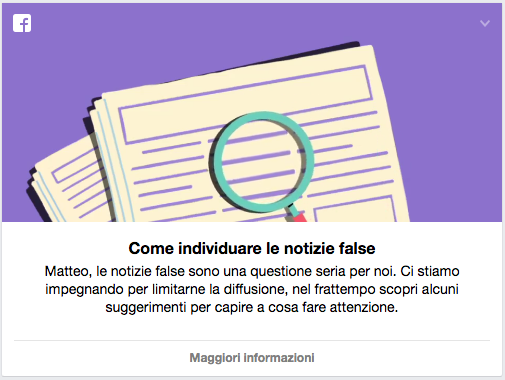 Come individuare le notizie false
Matteo, le notizie false sono una questione seria per noi. Ci stiamo
impegnando per limitarne la diffusione, nel frattempo scopri alcuni
suggerimenti per capire a cosa fare attenzione.
Maggiori informazioni